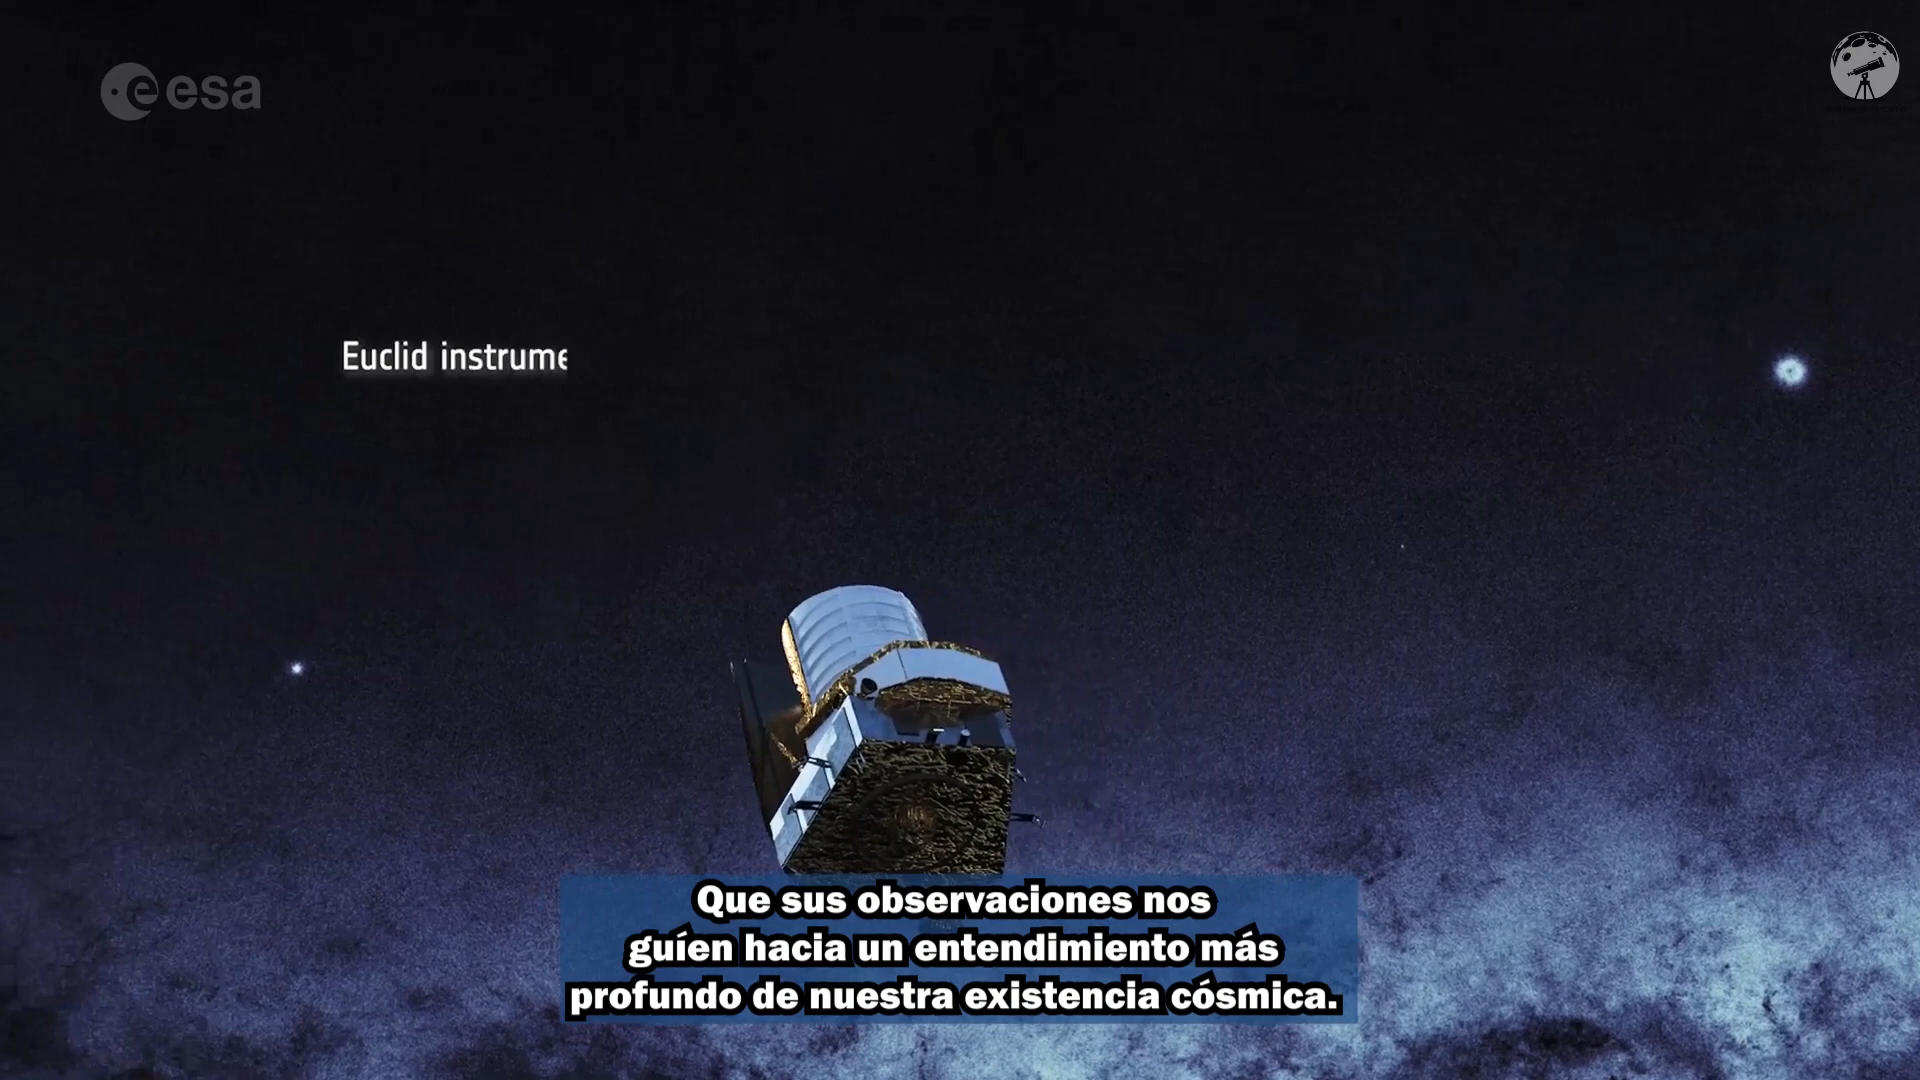 esa
Euclid instrume
Que sus observaciones nos
guíen hacia un entendimiento más
profundo de nuestra existencia cósmica.